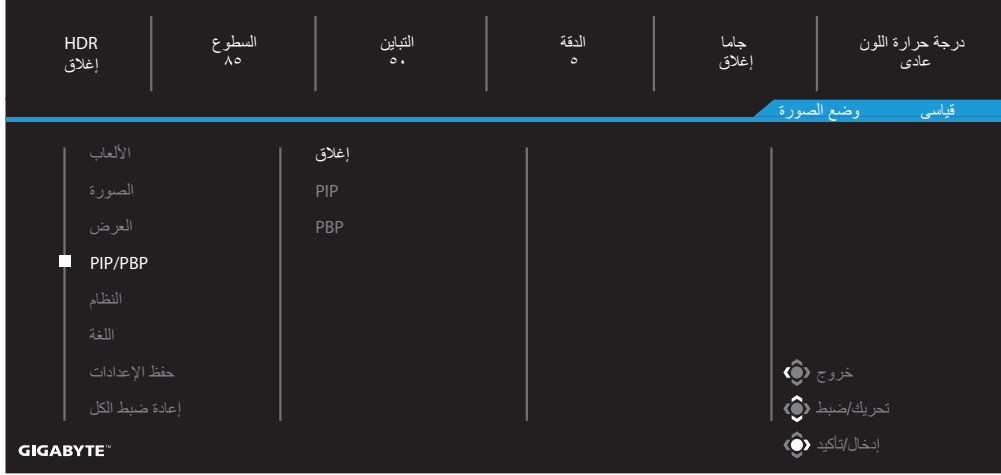 HDR
إغلاق
السطوع
٨٥
التباين
٥٠
الدقة
٥
جاما
إغلاق
درجة حرارة اللون
عادى
وضع الصورة قياسى
الألعاب
الصورة
العرض
PIP/PBP
النظام
اللغة
حفظ الإعدادات
إعادة ضبط الكل
إغلاق
PIP
PBP
خروج
تحريك/ضبط
إدخال/تأكيد
GIGABYTE™